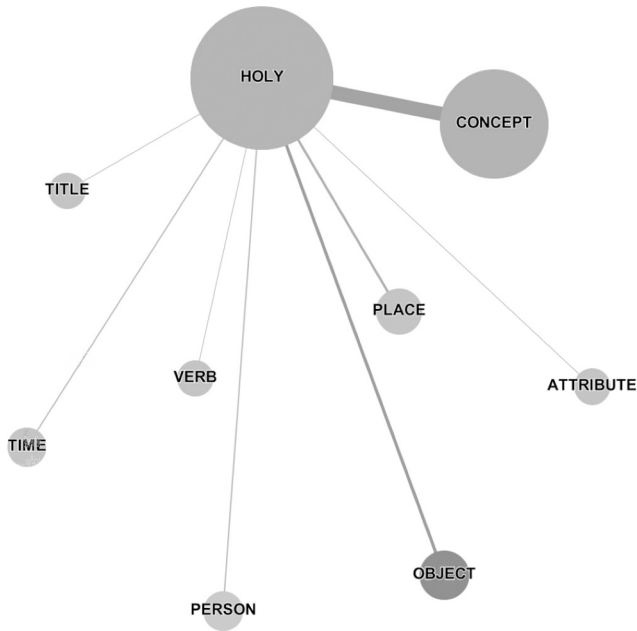 HOLY
CONCEPT
TITLE
PLACE
VERB
ATTRIBUTE
TIME
OBJECT
PERSON